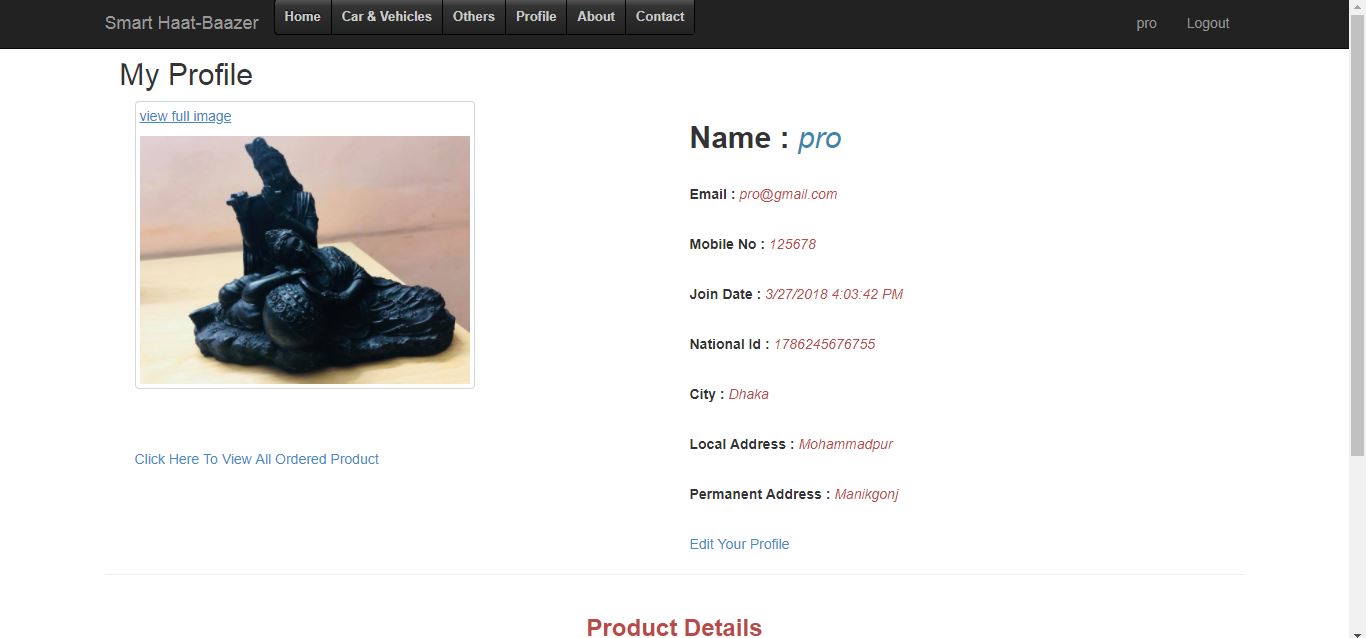 Smart Haat-Baazer Home Car & Vehicles Others Profile About Contact pro Logout
My Profile
view full image
Name : pro
Email : pro@gmail.com
Mobile No : 125678
Join Date : 3/27/2018 4:03:42 PM
National Id : 1786245676755
City : Dhaka
Local Address : Mohammadpur
Permanent Address : Manikgonj
Click Here To View All Ordered Product
Edit Your Profile
Product Details